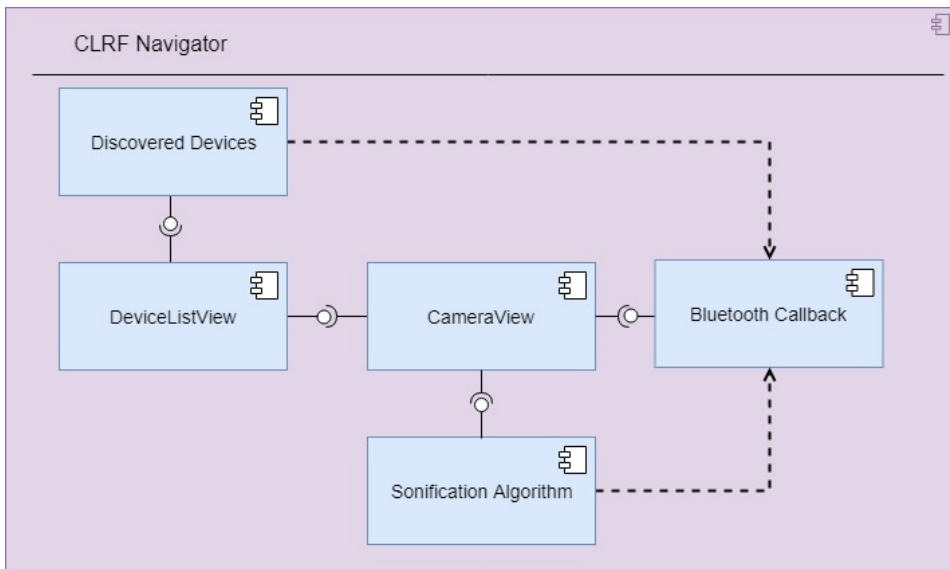 CLRF Navigator
Discovered Devices
DeviceListView
CameraView
Bluetooth Callback
Sonification Algorithm